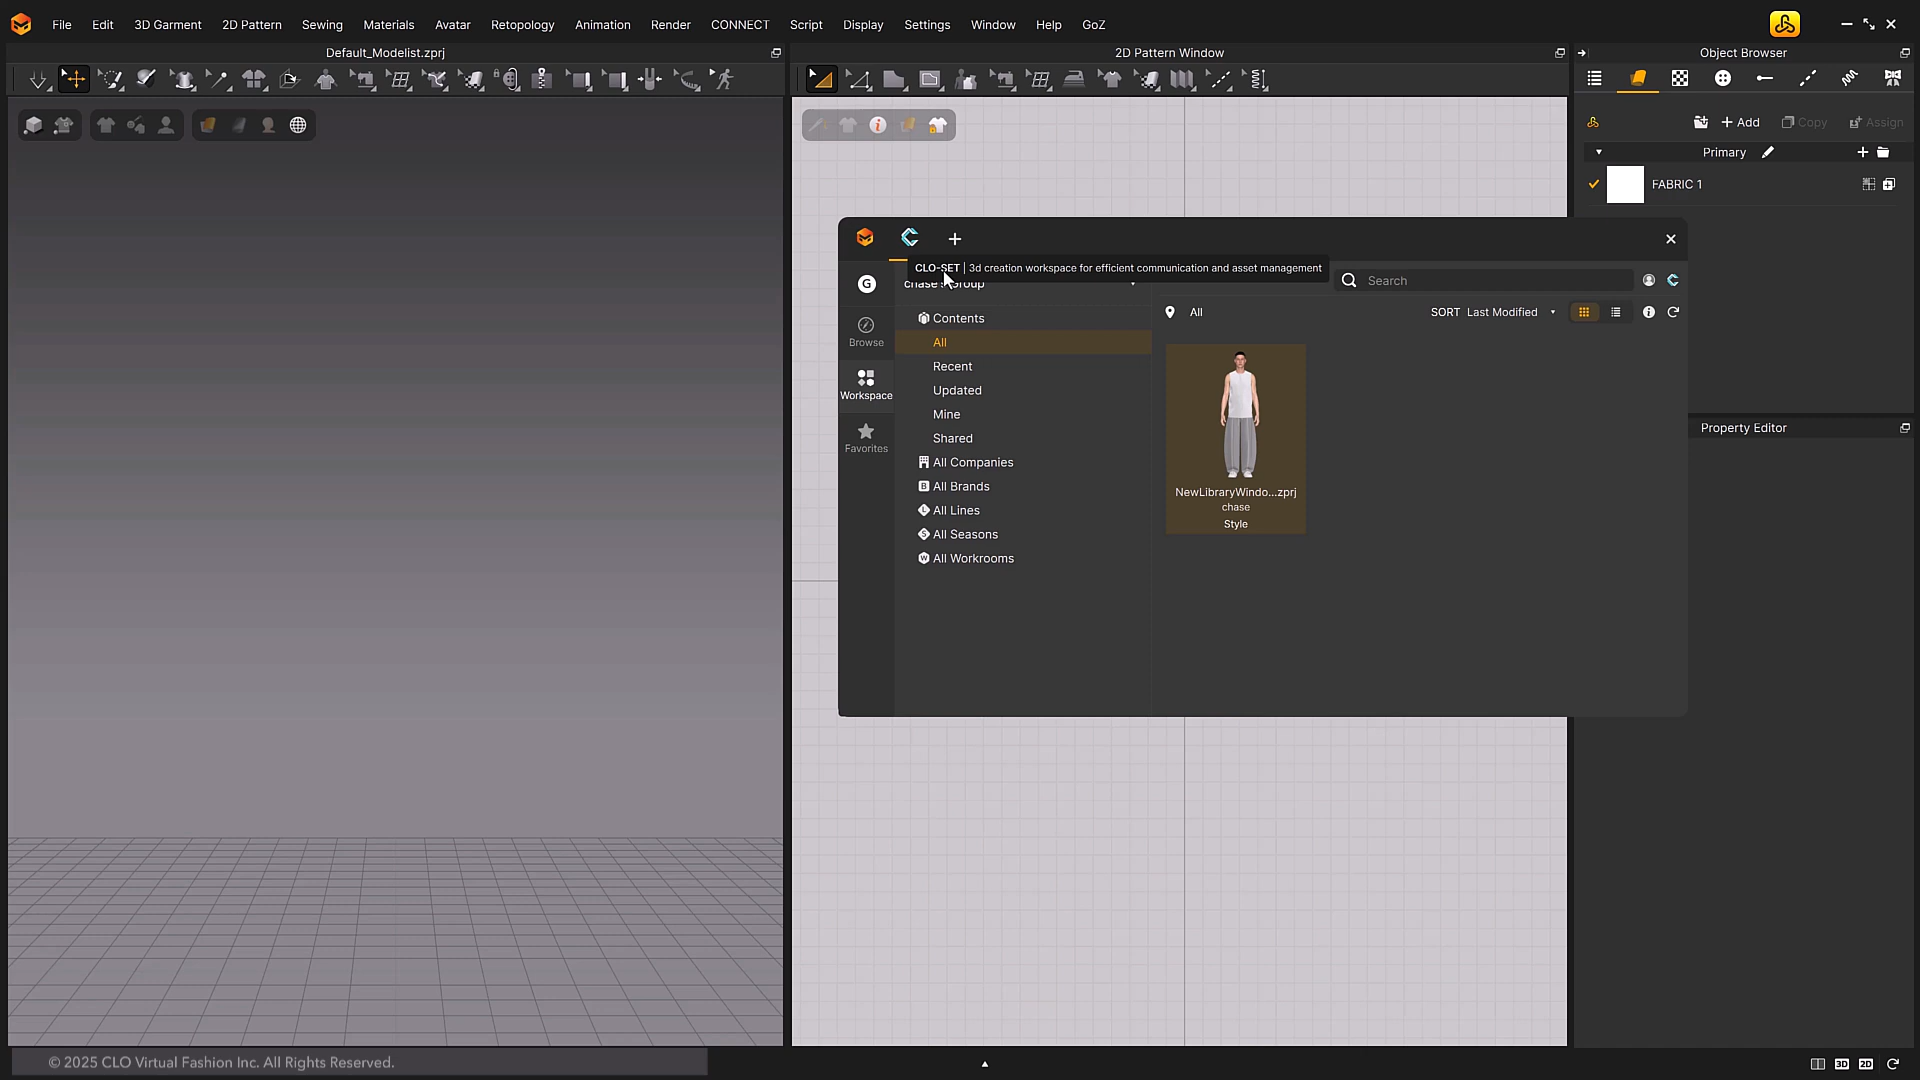 File Edit 3D Garment 2D Pattern Sewing Materials Avatar Retopology Animation Render CONNECT Script Display Settings Window Help GoZ
Default_Modelist.zprj
2D Pattern Window
Object Browser
+ Add
Copy
Assign
Primary
FABRIC 1
CLO-SET | 3d creation workspace for efficient communication and asset management
Search
G
Contents
All
SORT Last Modified
Browse
All
Recent
Workspace
Updated
Mine
Favorites
Shared
All Companies
B All Brands
L All Lines
S All Seasons
W All Workrooms
NewLibraryWindo...zprj
chase
Style
Property Editor
© 2025 CLO Virtual Fashion Inc. All Rights Reserved.
3D 2D